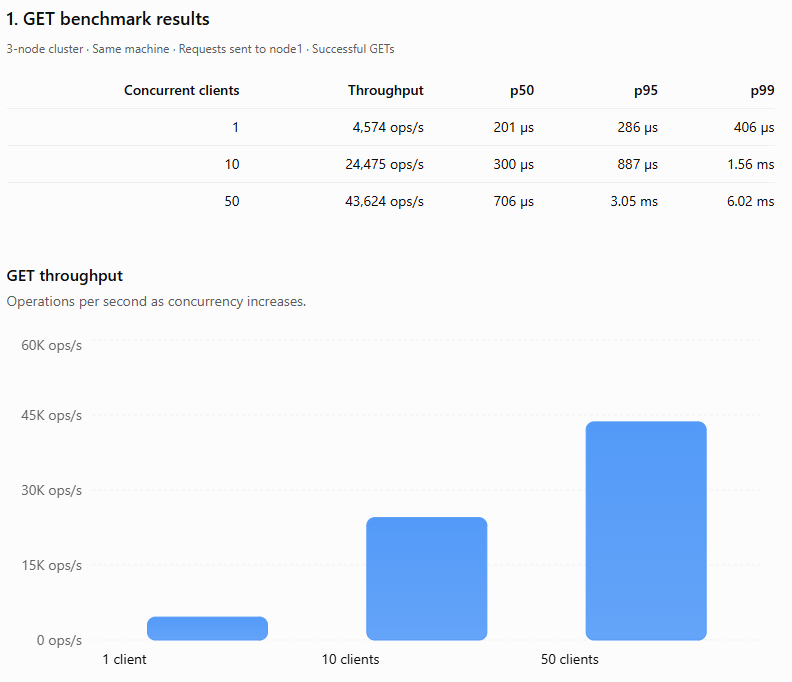 1. GET benchmark results
3-node cluster · Same machine · Requests sent to node1 · Successful GETs
Concurrent clients Throughput p50 p95 p99
1 4,574 ops/s 201 µs 286 µs 406 µs
10 24,475 ops/s 300 µs 887 µs 1.56 ms
50 43,624 ops/s 706 µs 3.05 ms 6.02 ms
GET throughput
Operations per second as concurrency increases.
60K ops/s
45K ops/s
30K ops/s
15K ops/s
0 ops/s
1 client 10 clients 50 clients